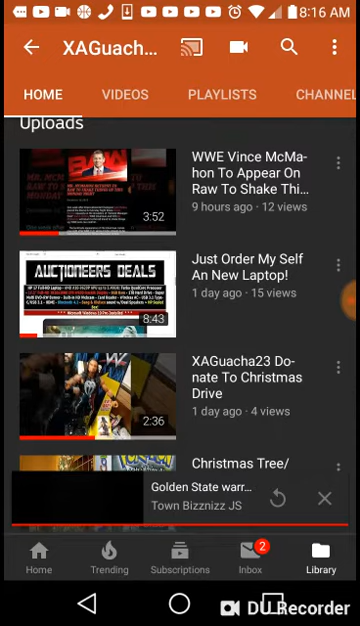 8:16 AM
XAGuach...
HOME VIDEOS PLAYLISTS CHANNEL
Uploads
WWE Vince McMa-
hon To Appear On
Raw To Shake Thi...
9 hours ago · 12 views
3:52
Just Order My Self
An New Laptop!
1 day ago · 15 views
AUCTIONEERS DEALS
8:43
XAGuacha23 Do-
nate To Christmas
Drive
1 day ago · 4 views
2:36
Christmas Tree/
Golden State warr...
Town Bizznizz JS
2
Home Trending Subscriptions Inbox Library
DU Recorder